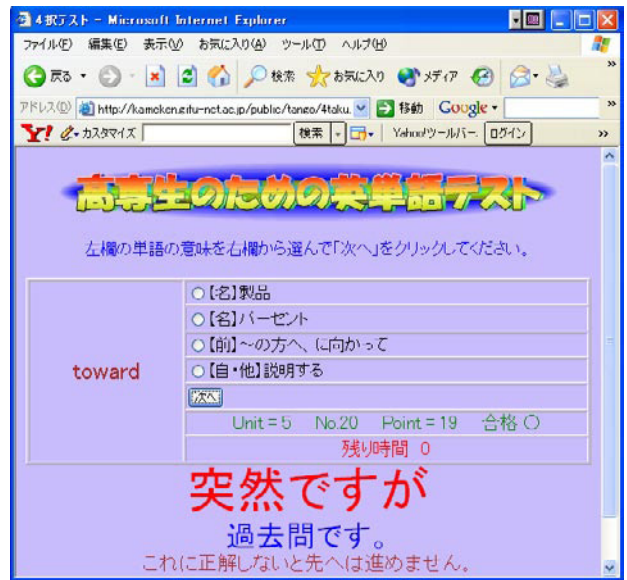 4択テスト - Microsoft Internet Explorer
ファイル(F) 編集(E) 表示(V) お気に入り(A) ツール(T) ヘルプ(H)
戻る 検索 お気に入り メディア
アドレス(D) http://kamoken.gifu-nct.ac.jp/public/tango/4taku. 移動 Google
Y! カスタマイズ 検索 Yahoo!ツールバー. ログイン
高専生のための英単語テスト
左欄の単語の意味を右欄から選んで「次へ」をクリックしてください。
toward
【名】製品
【名】パーセント
【前】~の方へ、に向かって
【自・他】説明する
次へ
Unit = 5 No.20 Point = 19 合格 〇
残り時間 0
突然ですが
過去問です。
これに正解しないと先へは進めません。